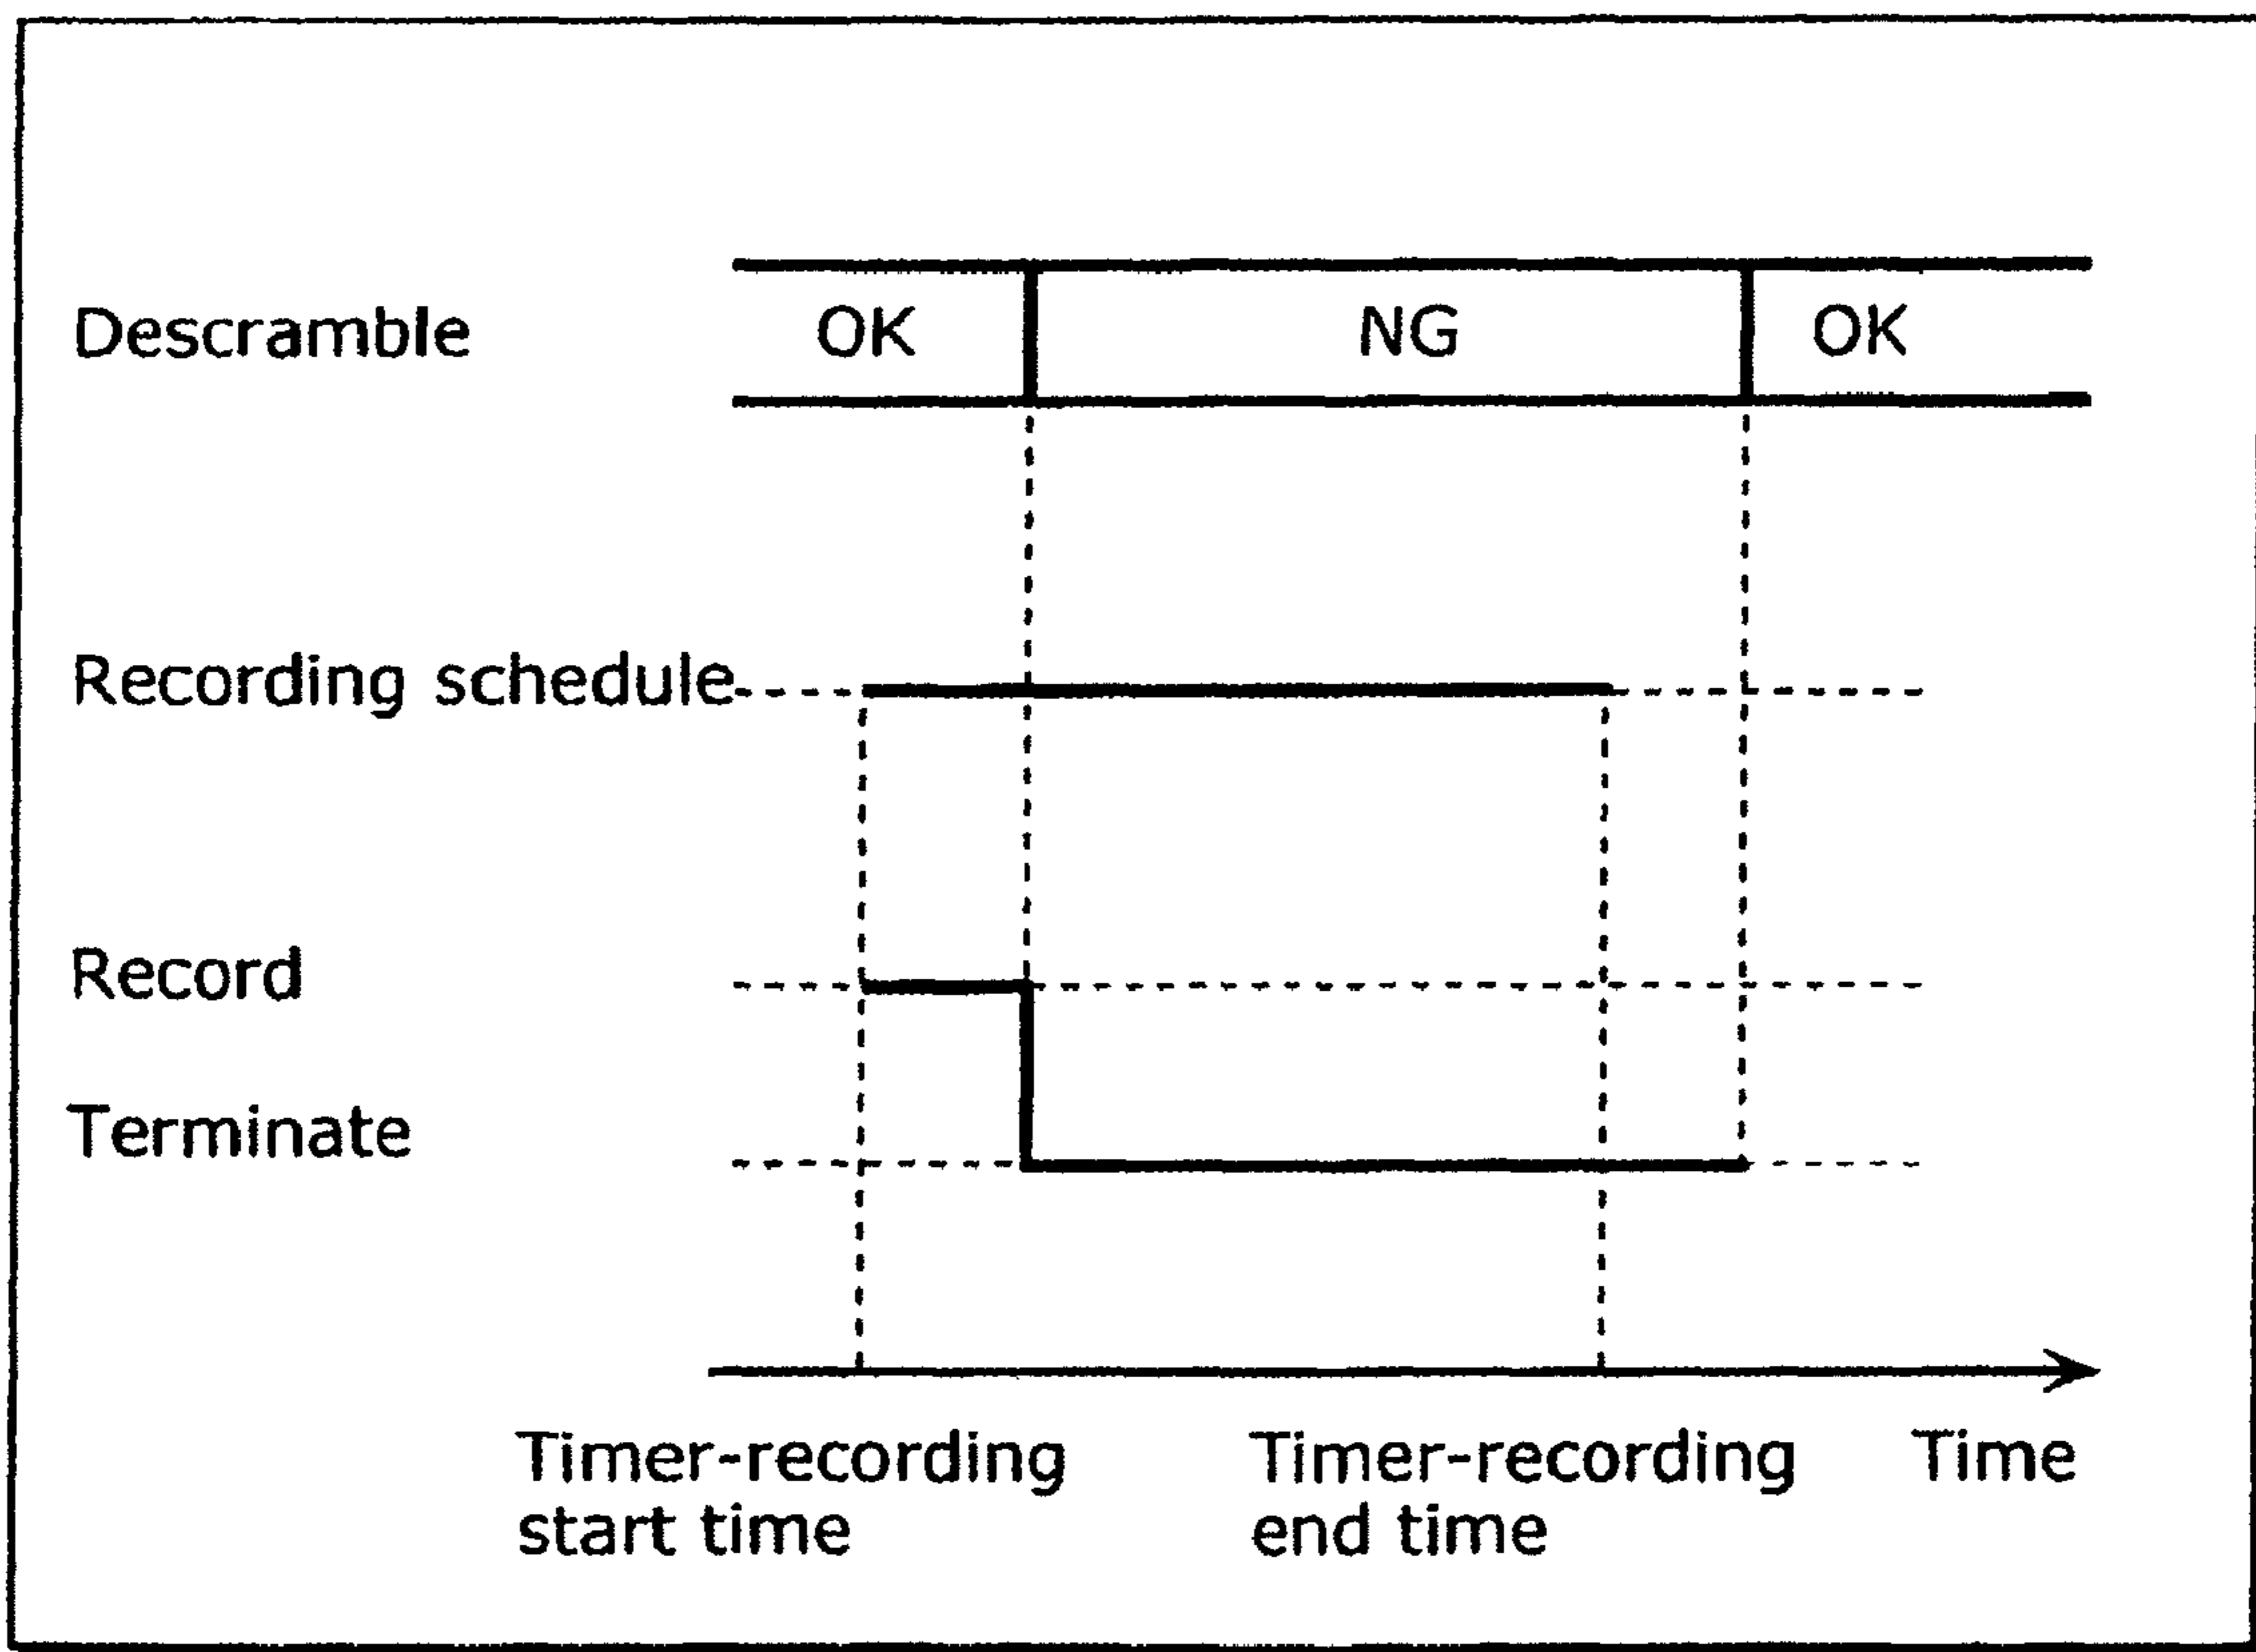 Descramble
OK
NG
OK
Recording schedule
Record
Terminate
Timer-recording
start time
Timer-recording
end time
Time